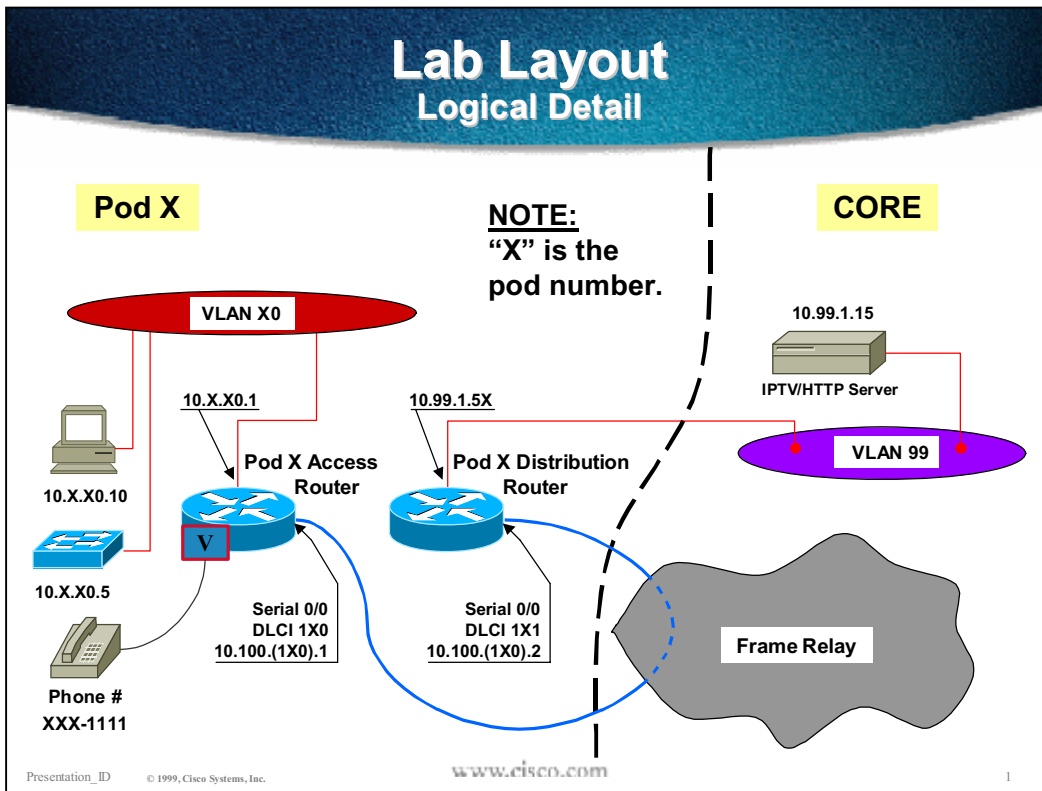 Lab Layout
Logical Detail
Pod X
NOTE:
“X” is the
pod number.
CORE
VLAN X0
10.99.1.15
IPTV/HTTP Server
10.X.X0.1
10.99.1.5X
VLAN 99
Pod X Access
Router
Pod X Distribution
Router
10.X.X0.10
V
10.X.X0.5
Serial 0/0
DLCI 1X0
10.100.(1X0).1
Serial 0/0
DLCI 1X1
10.100.(1X0).2
Frame Relay
Phone #
XXX-1111
Presentation_ID
© 1999, Cisco Systems, Inc.
www.cisco.com
1